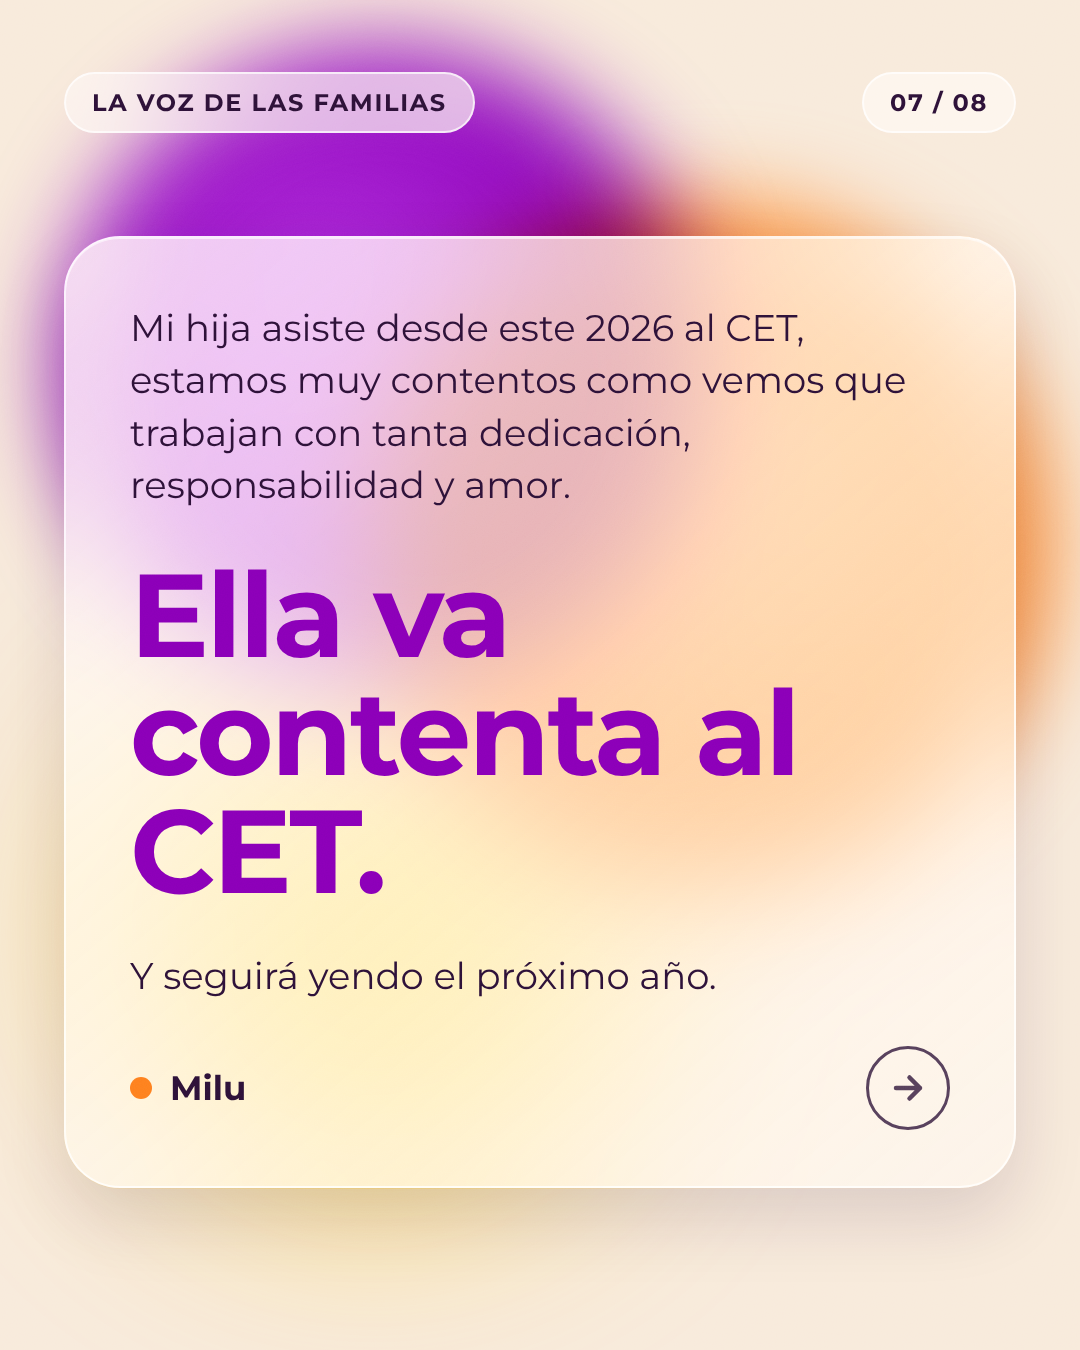 LA VOZ DE LAS FAMILIAS
07 / 08
Mi hija asiste desde este 2026 al CET,
estamos muy contentos como vemos que
trabajan con tanta dedicación,
responsabilidad y amor.
Ella va
contenta al
CET.
Y seguirá yendo el próximo año.
Milu